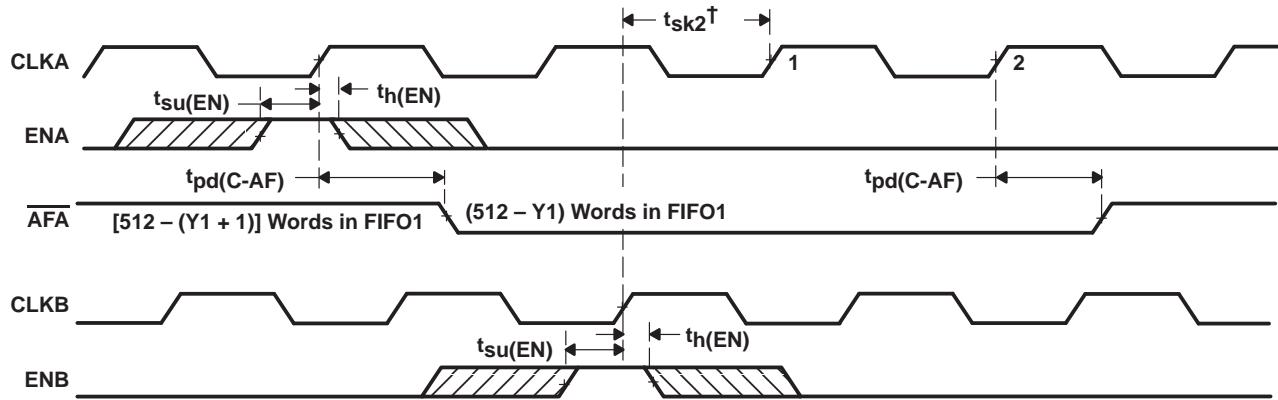 tsk2†
CLKA
1
2
tsu(EN)
th(EN)
ENA
tpd(C-AF)
tpd(C-AF)
AFA
[512 – (Y1 + 1)] Words in FIFO1
(512 – Y1) Words in FIFO1
CLKB
tsu(EN)
th(EN)
ENB